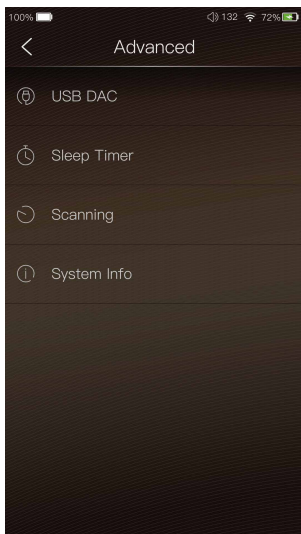 100% 132 72%
Advanced
USB DAC
Sleep Timer
Scanning
System Info